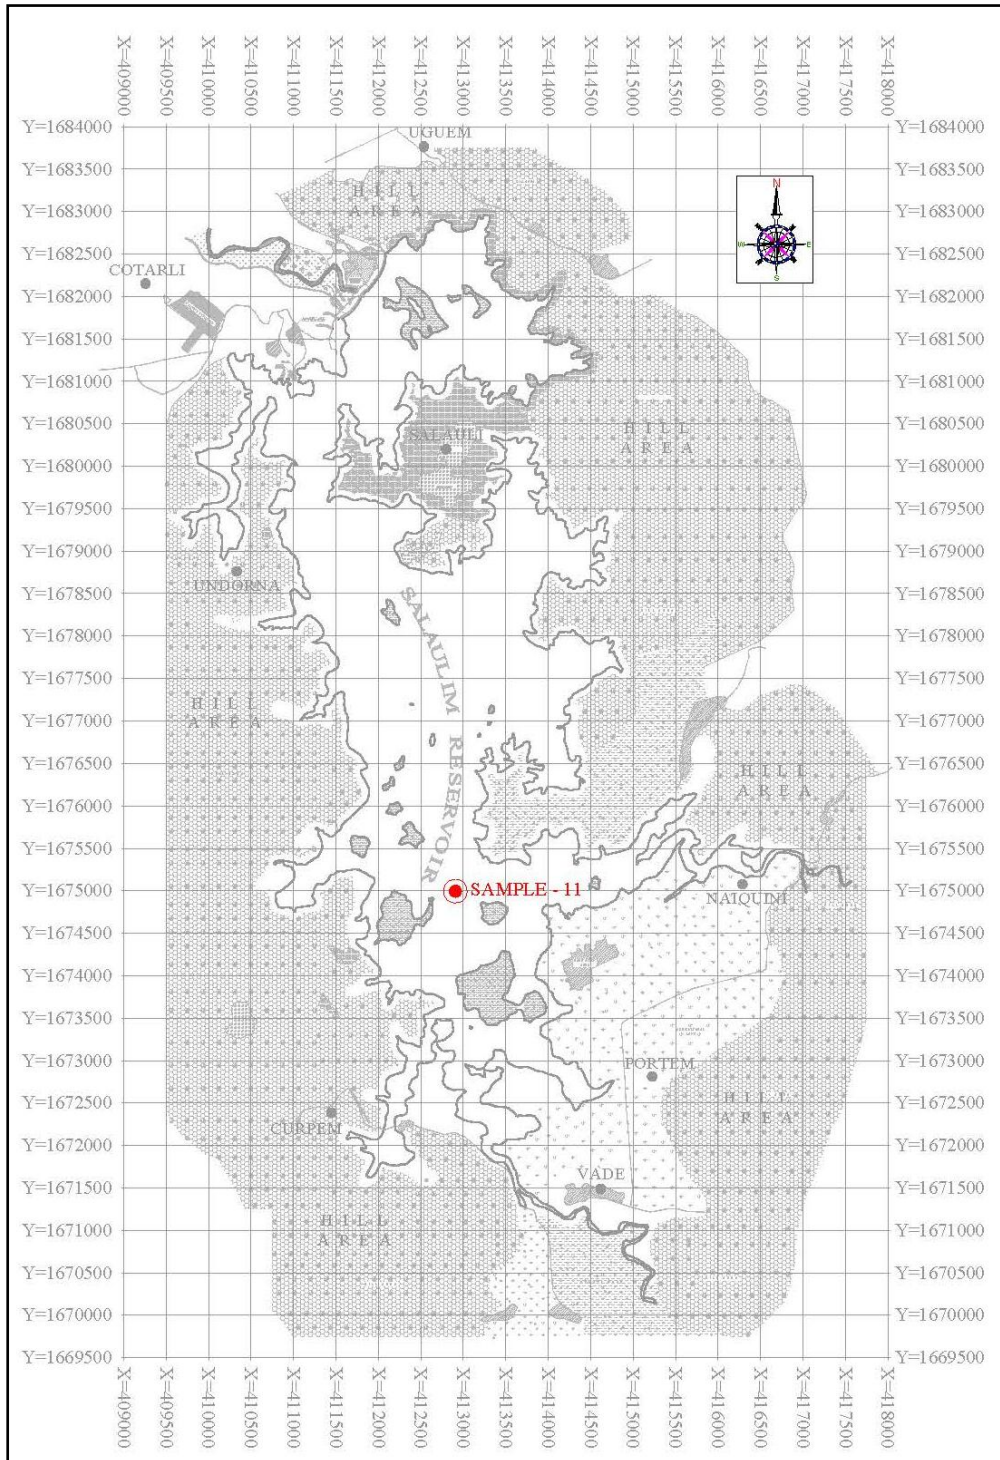 X=409000
X=409500
X=410000
X=410500
X=411000
X=411500
X=412000
X=412500
X=413000
X=413500
X=414000
X=414500
X=415000
X=415500
X=416000
X=416500
X=417000
X=417500
X=418000
Y=1684000 Y=1684000
UGUEM
Y=1683500 Y=1683500
N
HILL
Y=1683000 Y=1683000
AREA
Y=1682500 Y=1682500
W E
COTARLI
S
Y=1682000 Y=1682000
Y=1681500 Y=1681500
Y=1681000 Y=1681000
Y=1680500 Y=1680500
SALAULI
HILL
AREA
Y=1680000 Y=1680000
Y=1679500 Y=1679500
Y=1679000 Y=1679000
UNDORNA
Y=1678500 Y=1678500
SALAULIM RESERVOIR
Y=1678000 Y=1678000
Y=1677500 Y=1677500
HILL
AREA
Y=1677000 Y=1677000
Y=1676500 Y=1676500
HILL
AREA
Y=1676000 Y=1676000
Y=1675500 Y=1675500
Y=1675000 Y=1675000
SAMPLE - 11
NAIQUINI
Y=1674500 Y=1674500
Y=1674000 Y=1674000
Y=1673500 Y=1673500
Y=1673000 Y=1673000
PORTEM
Y=1672500 Y=1672500
HILL
AREA
CURPEM
Y=1672000 Y=1672000
VADE
Y=1671500 Y=1671500
HILL
AREA
Y=1671000 Y=1671000
Y=1670500 Y=1670500
Y=1670000 Y=1670000
Y=1669500 Y=1669500
X=409000
X=409500
X=410000
X=410500
X=411000
X=411500
X=412000
X=412500
X=413000
X=413500
X=414000
X=414500
X=415000
X=415500
X=416000
X=416500
X=417000
X=417500
X=418000